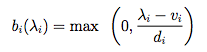 b_i(λ_i) = max (0, (λ_i − v_i) / d_i)